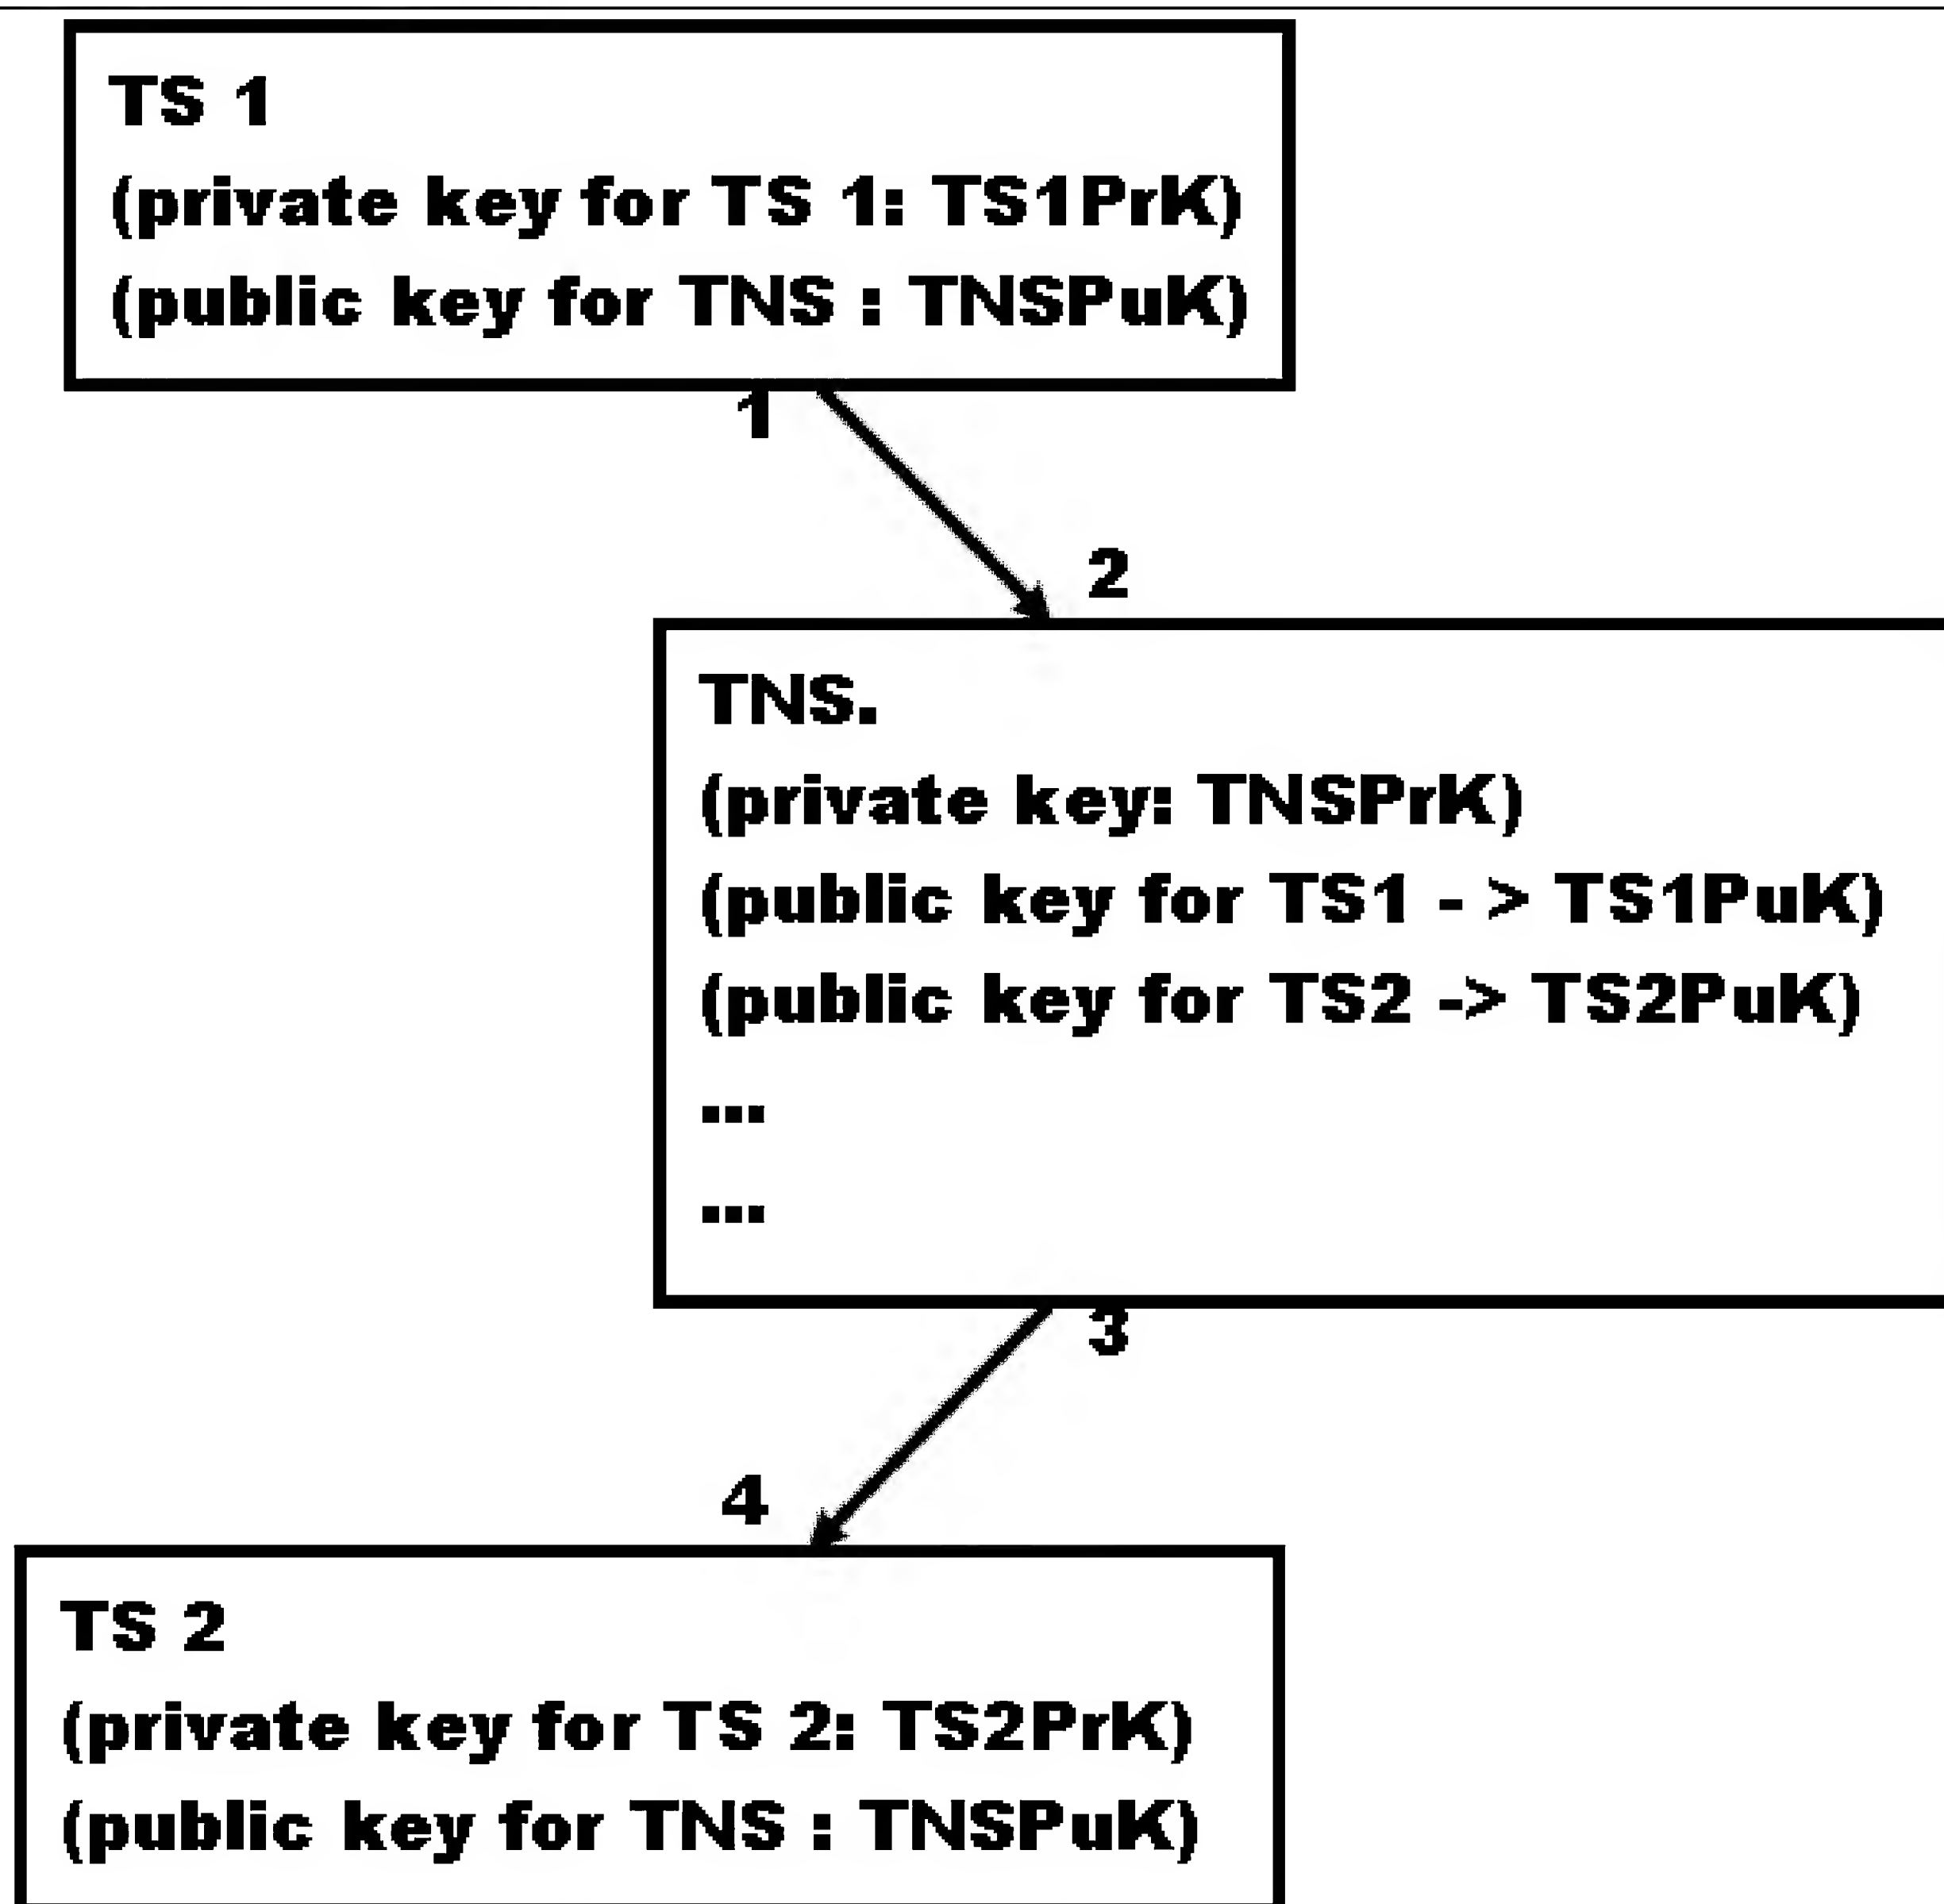 TS 1
(private key for TS 1: TS1PrK)
(public key for TNS : TNSPuK)
1
2
TNS.
(private key: TNSPrK)
(public key for TS1 - > TS1PuK)
(public key for TS2 -> TS2PuK)
...
...
3
4
TS 2
(private key for TS 2: TS2PrK)
(public key for TNS : TNSPuK)